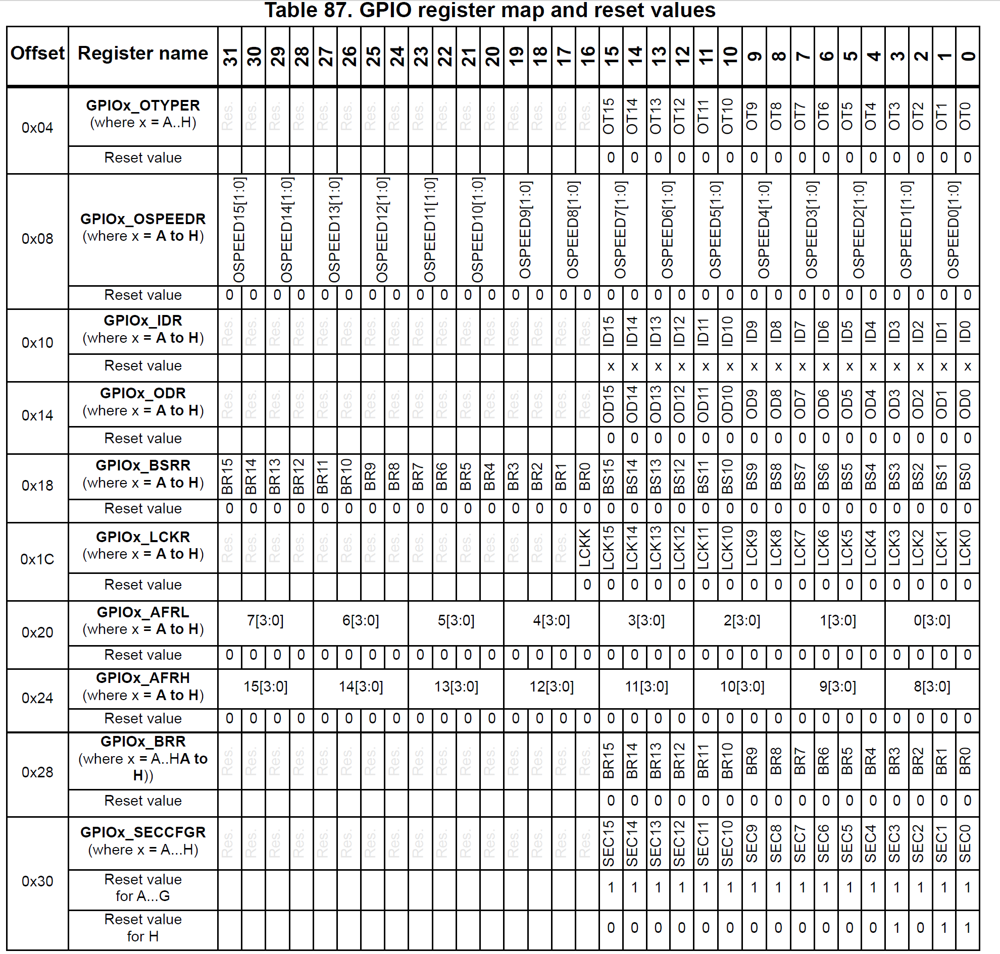 Table 87. GPIO register map and reset values
Offset Register name 31 30 29 28 27 26 25 24 23 22 21 20 19 18 17 16 15 14 13 12 11 10 9 8 7 6 5 4 3 2 1 0
0x04 GPIOx_OTYPER (where x = A..H) Res. Res. Res. Res. Res. Res. Res. Res. Res. Res. Res. Res. Res. Res. Res. Res. OT15 OT14 OT13 OT12 OT11 OT10 OT9 OT8 OT7 OT6 OT5 OT4 OT3 OT2 OT1 OT0
Reset value 0 0 0 0 0 0 0 0 0 0 0 0 0 0 0 0
0x08 GPIOx_OSPEEDR (where x = A to H) OSPEED15[1:0] OSPEED14[1:0] OSPEED13[1:0] OSPEED12[1:0] OSPEED11[1:0] OSPEED10[1:0] OSPEED9[1:0] OSPEED8[1:0] OSPEED7[1:0] OSPEED6[1:0] OSPEED5[1:0] OSPEED4[1:0] OSPEED3[1:0] OSPEED2[1:0] OSPEED1[1:0] OSPEED0[1:0]
Reset value 0 0 0 0 0 0 0 0 0 0 0 0 0 0 0 0 0 0 0 0 0 0 0 0 0 0 0 0 0 0 0 0
0x10 GPIOx_IDR (where x = A to H) Res. Res. Res. Res. Res. Res. Res. Res. Res. Res. Res. Res. Res. Res. Res. Res. ID15 ID14 ID13 ID12 ID11 ID10 ID9 ID8 ID7 ID6 ID5 ID4 ID3 ID2 ID1 ID0
Reset value x x x x x x x x x x x x x x x x
0x14 GPIOx_ODR (where x = A to H) Res. Res. Res. Res. Res. Res. Res. Res. Res. Res. Res. Res. Res. Res. Res. Res. OD15 OD14 OD13 OD12 OD11 OD10 OD9 OD8 OD7 OD6 OD5 OD4 OD3 OD2 OD1 OD0
Reset value 0 0 0 0 0 0 0 0 0 0 0 0 0 0 0 0
0x18 GPIOx_BSRR (where x = A to H) BR15 BR14 BR13 BR12 BR11 BR10 BR9 BR8 BR7 BR6 BR5 BR4 BR3 BR2 BR1 BR0 BS15 BS14 BS13 BS12 BS11 BS10 BS9 BS8 BS7 BS6 BS5 BS4 BS3 BS2 BS1 BS0
Reset value 0 0 0 0 0 0 0 0 0 0 0 0 0 0 0 0 0 0 0 0 0 0 0 0 0 0 0 0 0 0 0 0
0x1C GPIOx_LCKR (where x = A to H) Res. Res. Res. Res. Res. Res. Res. Res. Res. Res. Res. Res. Res. Res. Res. LCKK LCK15 LCK14 LCK13 LCK12 LCK11 LCK10 LCK9 LCK8 LCK7 LCK6 LCK5 LCK4 LCK3 LCK2 LCK1 LCK0
Reset value 0 0 0 0 0 0 0 0 0 0 0 0 0 0 0 0 0
0x20 GPIOx_AFRL (where x = A to H) 7[3:0] 6[3:0] 5[3:0] 4[3:0] 3[3:0] 2[3:0] 1[3:0] 0[3:0]
Reset value 0 0 0 0 0 0 0 0 0 0 0 0 0 0 0 0 0 0 0 0 0 0 0 0 0 0 0 0 0 0 0 0
0x24 GPIOx_AFRH (where x = A to H) 15[3:0] 14[3:0] 13[3:0] 12[3:0] 11[3:0] 10[3:0] 9[3:0] 8[3:0]
Reset value 0 0 0 0 0 0 0 0 0 0 0 0 0 0 0 0 0 0 0 0 0 0 0 0 0 0 0 0 0 0 0 0
0x28 GPIOx_BRR (where x = A..HA to H)) Res. Res. Res. Res. Res. Res. Res. Res. Res. Res. Res. Res. Res. Res. Res. Res. BR15 BR14 BR13 BR12 BR11 BR10 BR9 BR8 BR7 BR6 BR5 BR4 BR3 BR2 BR1 BR0
Reset value 0 0 0 0 0 0 0 0 0 0 0 0 0 0 0 0
0x30 GPIOx_SECCFGR (where x = A...H) Res. Res. Res. Res. Res. Res. Res. Res. Res. Res. Res. Res. Res. Res. Res. Res. SEC15 SEC14 SEC13 SEC12 SEC11 SEC10 SEC9 SEC8 SEC7 SEC6 SEC5 SEC4 SEC3 SEC2 SEC1 SEC0
Reset value for A...G 1 1 1 1 1 1 1 1 1 1 1 1 1 1 1 1
Reset value for H 0 0 0 0 0 0 0 0 0 0 0 0 1 0 1 1